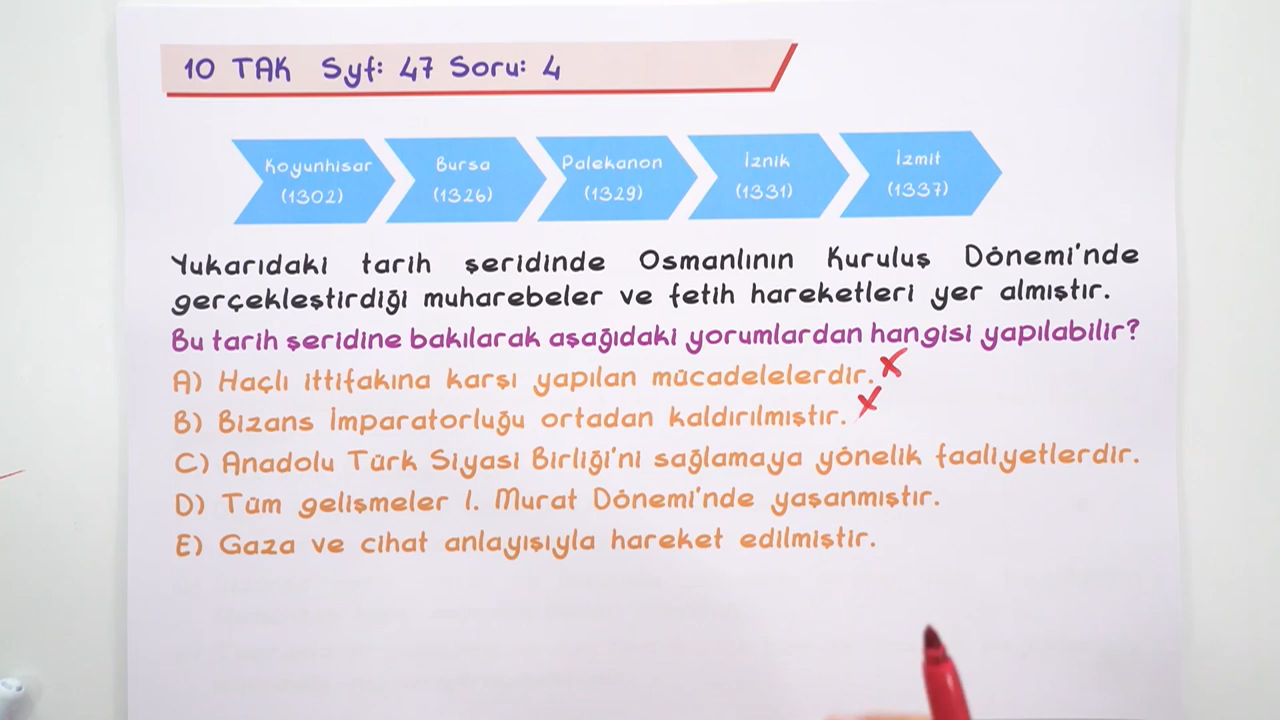 10 TAK Syf: 47 Soru: 4
Koyunhisar Bursa Palekanon İznik İzmit
(1302) (1326) (1329) (1331) (1337)
Yukarıdaki tarih şeridinde Osmanlının Kuruluş Dönemi'nde
gerçekleştirdiği muharebeler ve fetih hareketleri yer almıştır.
Bu tarih şeridine bakılarak aşağıdaki yorumlardan hangisi yapılabilir?
A) Haçlı ittifakına karşı yapılan mücadelelerdir.
B) Bizans İmparatorluğu ortadan kaldırılmıştır.
C) Anadolu Türk Siyasi Birliği'ni sağlamaya yönelik faaliyetlerdir.
D) Tüm gelişmeler I. Murat Dönemi'nde yaşanmıştır.
E) Gaza ve cihat anlayışıyla hareket edilmiştir.